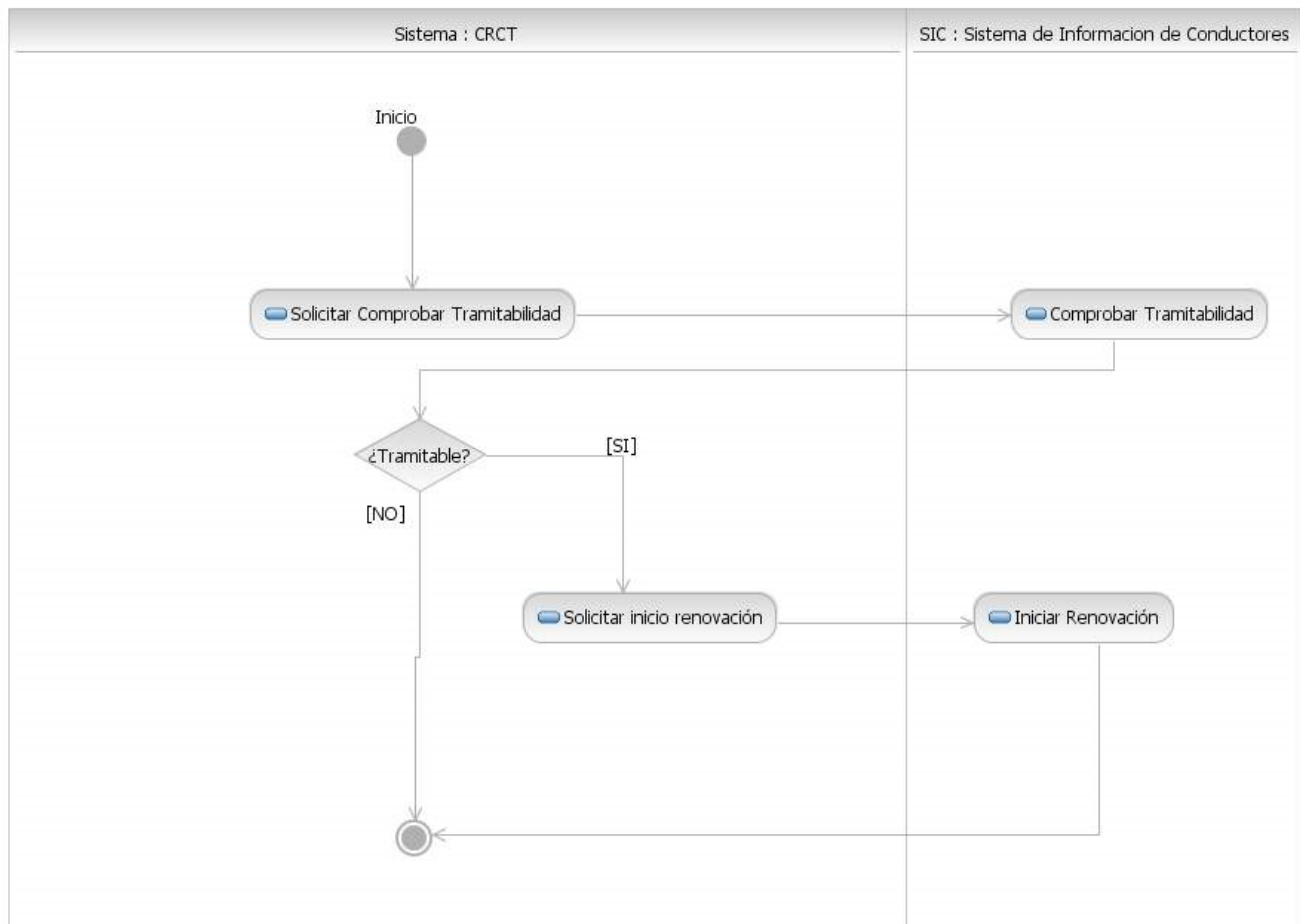 Sistema : CRCT
SIC : Sistema de Informacion de Conductores
Inicio
Solicitar Comprobar Tramitabilidad
Comprobar Tramitabilidad
¿Tramitable?
[SI]
[NO]
Solicitar inicio renovación
Iniciar Renovación